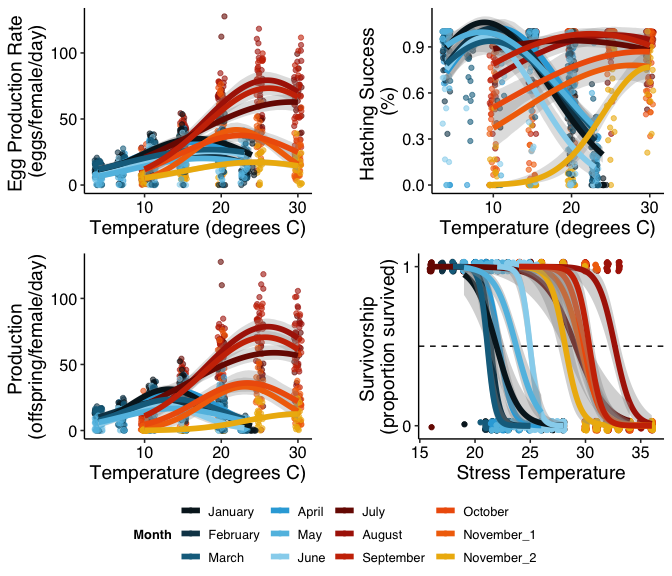 Egg Production Rate
(eggs/female/day)
100
50
0
10
20
30
Temperature (degrees C)
Hatching Success
(%)
0.9
0.6
0.3
0.0
10
20
30
Temperature (degrees C)
Production
(offspring/female/day)
100
50
0
10
20
30
Temperature (degrees C)
Survivorship
(proportion survived)
1
0
15
20
25
30
35
Stress Temperature
Month
January
April
July
October
February
May
August
November_1
March
June
September
November_2